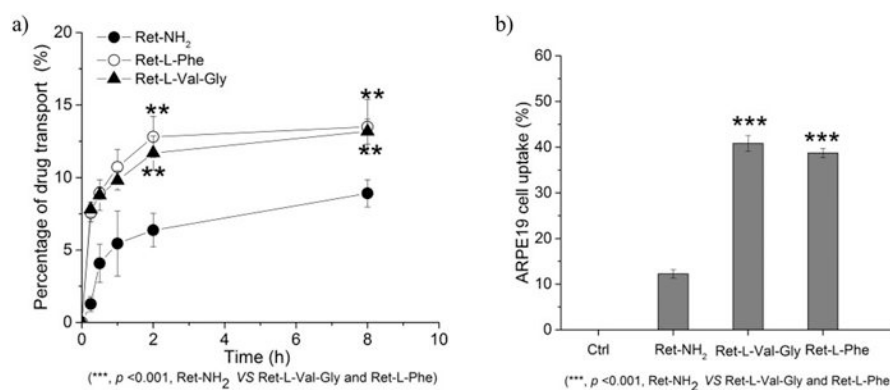 a)
Ret-NH₂
Ret-L-Phe
Ret-L-Val-Gly
Percentage of drug transport (%)
20
15
10
5
0
**
**
**
**
0 2 4 6 8 10
Time (h)
(***, p <0.001, Ret-NH₂ VS Ret-L-Val-Gly and Ret-L-Phe)
b)
ARPE19 cell uptake (%)
60
50
40
30
20
10
0
***
***
Ctrl Ret-NH₂ Ret-L-Val-Gly Ret-L-Phe
(***, p <0.001, Ret-NH₂ VS Ret-L-Val-Gly and Ret-L-Phe